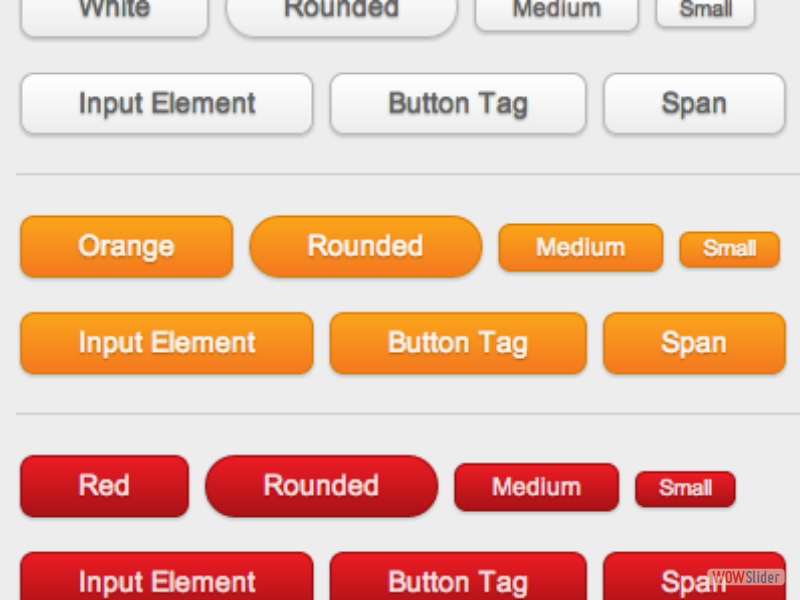 White Rounded Medium Small
Input Element Button Tag Span
Orange Rounded Medium Small
Input Element Button Tag Span
Red Rounded Medium Small
Input Element Button Tag Span
WOWSlider